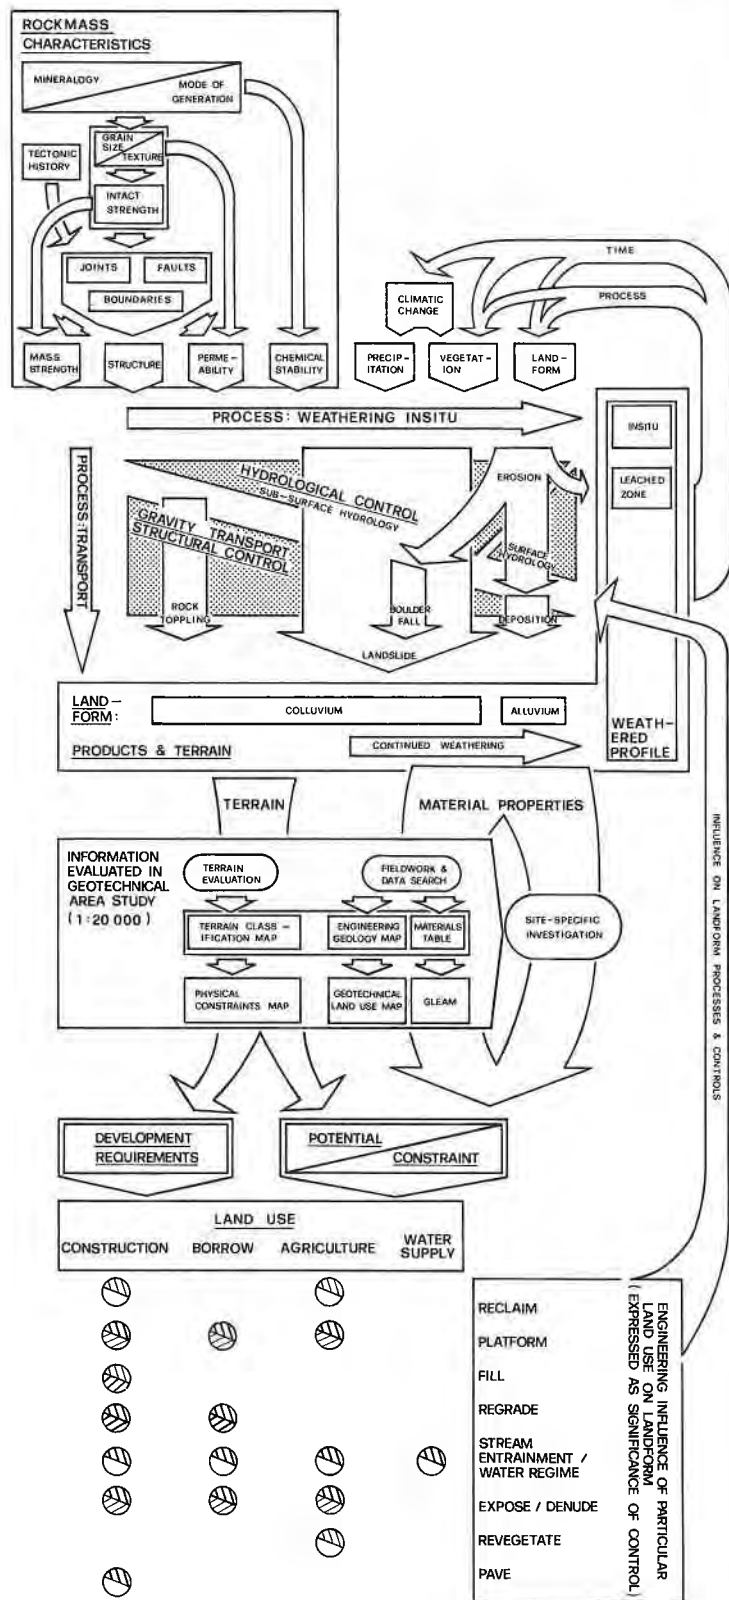 ROCKMASS
CHARACTERISTICS
MINERALOGY
MODE OF
GENERATION
GRAIN
SIZE
TEXTURE
TECTONIC
HISTORY
INTACT
STRENGTH
JOINTS
FAULTS
BOUNDARIES
MASS
STRENGTH
STRUCTURE
PERME-
ABILITY
CHEMICAL
STABILITY
TIME
PROCESS
CLIMATIC
CHANGE
PRECIP-
ITATION
VEGETAT-
ION
LAND-
FORM
PROCESS: WEATHERING INSITU
INSITU
LEACHED
ZONE
PROCESS:TRANSPORT
HYDROLOGICAL CONTROL
SUB-SURFACE HYDROLOGY
EROSION
GRAVITY TRANSPORT
STRUCTURAL CONTROL
SURFACE
HYDROLOGY
ROCK
TOPPLING
BOULDER
FALL
DEPOSITION
LANDSLIDE
LAND-
FORM:
COLLUVIUM
ALLUVIUM
PRODUCTS & TERRAIN
CONTINUED WEATHERING
WEATH-
ERED
PROFILE
TERRAIN
MATERIAL PROPERTIES
INFORMATION
EVALUATED IN
GEOTECHNICAL
AREA STUDY
(1:20 000)
TERRAIN
EVALUATION
FIELDWORK &
DATA SEARCH
TERRAIN CLASS-
IFICATION MAP
ENGINEERING
GEOLOGY MAP
MATERIALS
TABLE
SITE-SPECIFIC
INVESTIGATION
PHYSICAL
CONSTRAINTS MAP
GEOTECHNICAL
LAND USE MAP
GLEAM
INFLUENCE ON LANDFORM PROCESSES & CONTROLS
DEVELOPMENT
REQUIREMENTS
POTENTIAL
CONSTRAINT
LAND USE
CONSTRUCTION
BORROW
AGRICULTURE
WATER
SUPPLY
RECLAIM
PLATFORM
FILL
REGRADE
STREAM
ENTRAINMENT /
WATER REGIME
EXPOSE / DENUDE
REVEGETATE
PAVE
ENGINEERING INFLUENCE OF PARTICULAR
LAND USE ON LANDFORM
(EXPRESSED AS SIGNIFICANCE OF CONTROL)